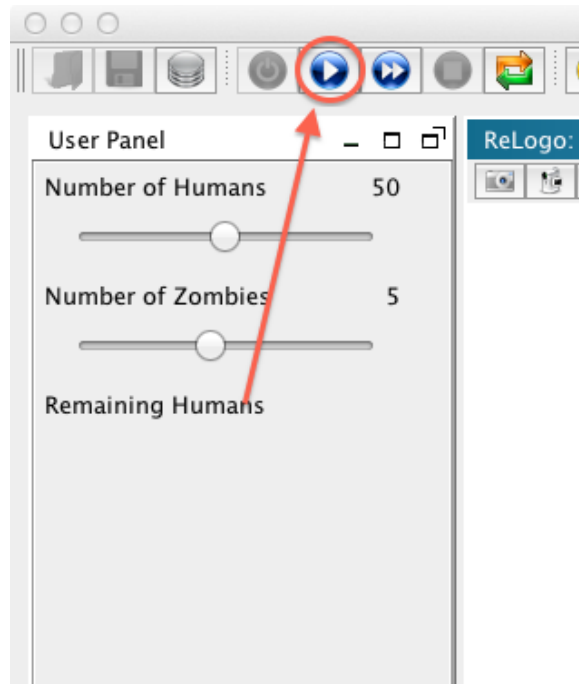 User Panel
ReLogo:
Number of Humans 50
Number of Zombies 5
Remaining Humans